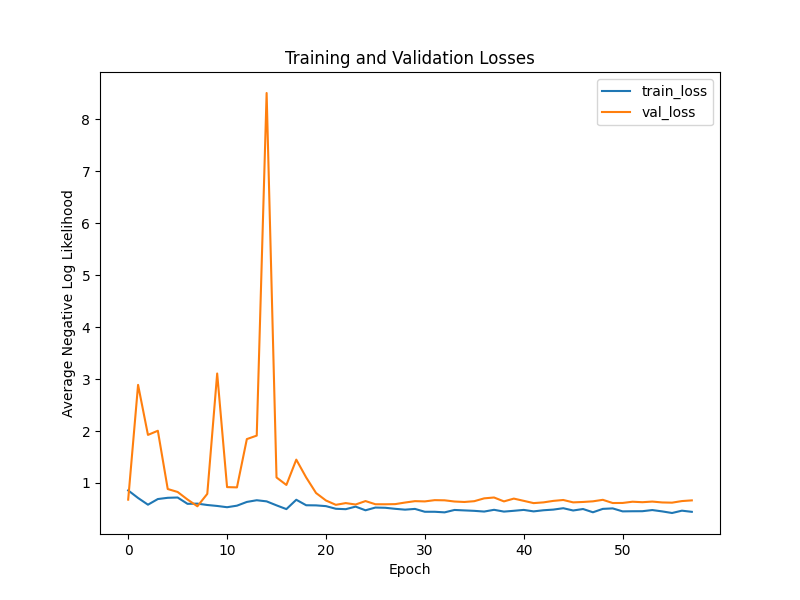 Training and Validation Losses
train_loss
val_loss
Average Negative Log Likelihood
8
7
6
5
4
3
2
1
0
10
20
30
40
50
Epoch